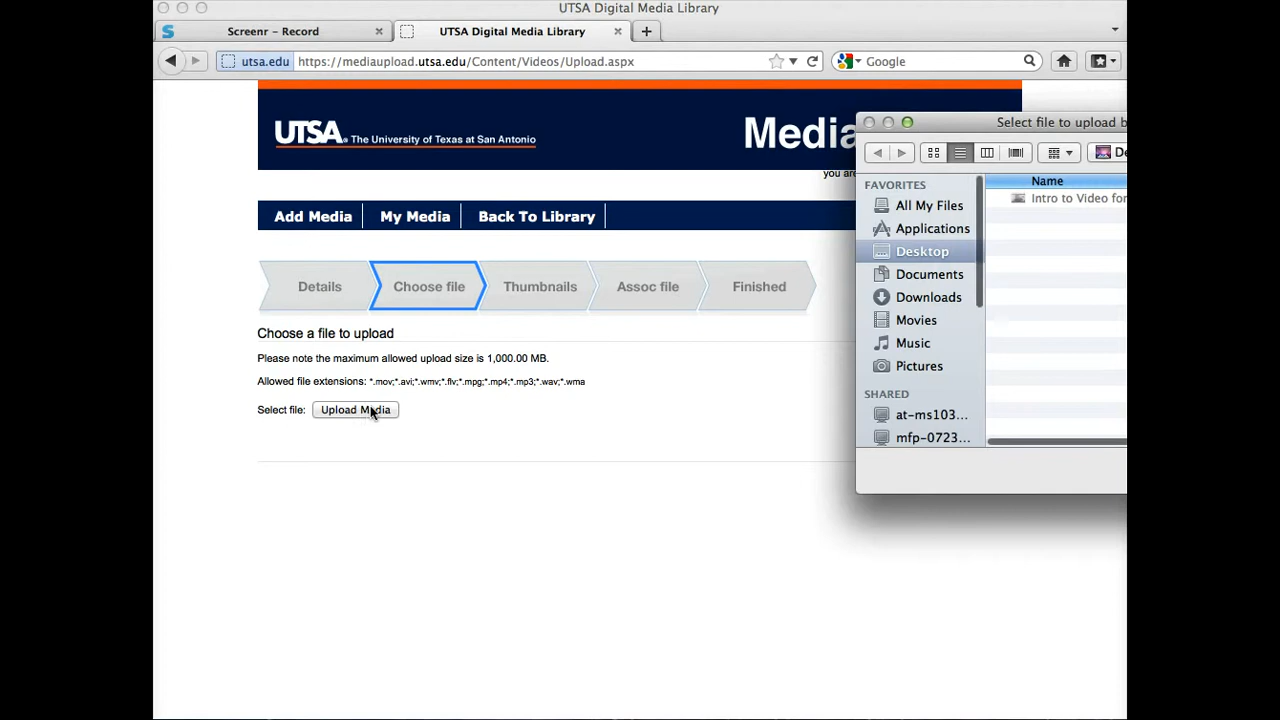 UTSA Digital Media Library
Screenr – Record
UTSA Digital Media Library
utsa.edu
https://mediaupload.utsa.edu/Content/Videos/Upload.aspx
Google
UTSA® The University of Texas at San Antonio
Media
you are
Add Media
My Media
Back To Library
Details
Choose file
Thumbnails
Assoc file
Finished
Choose a file to upload
Please note the maximum allowed upload size is 1,000.00 MB.
Allowed file extensions: *.mov;*.avi;*.wmv;*.flv;*.mpg;*.mp4;*.mp3;*.wav;*.wma
Select file: Upload Media
Select file to upload b
De
FAVORITES
All My Files
Applications
Desktop
Documents
Downloads
Movies
Music
Pictures
SHARED
at-ms103...
mfp-0723...
Name
Intro to Video for